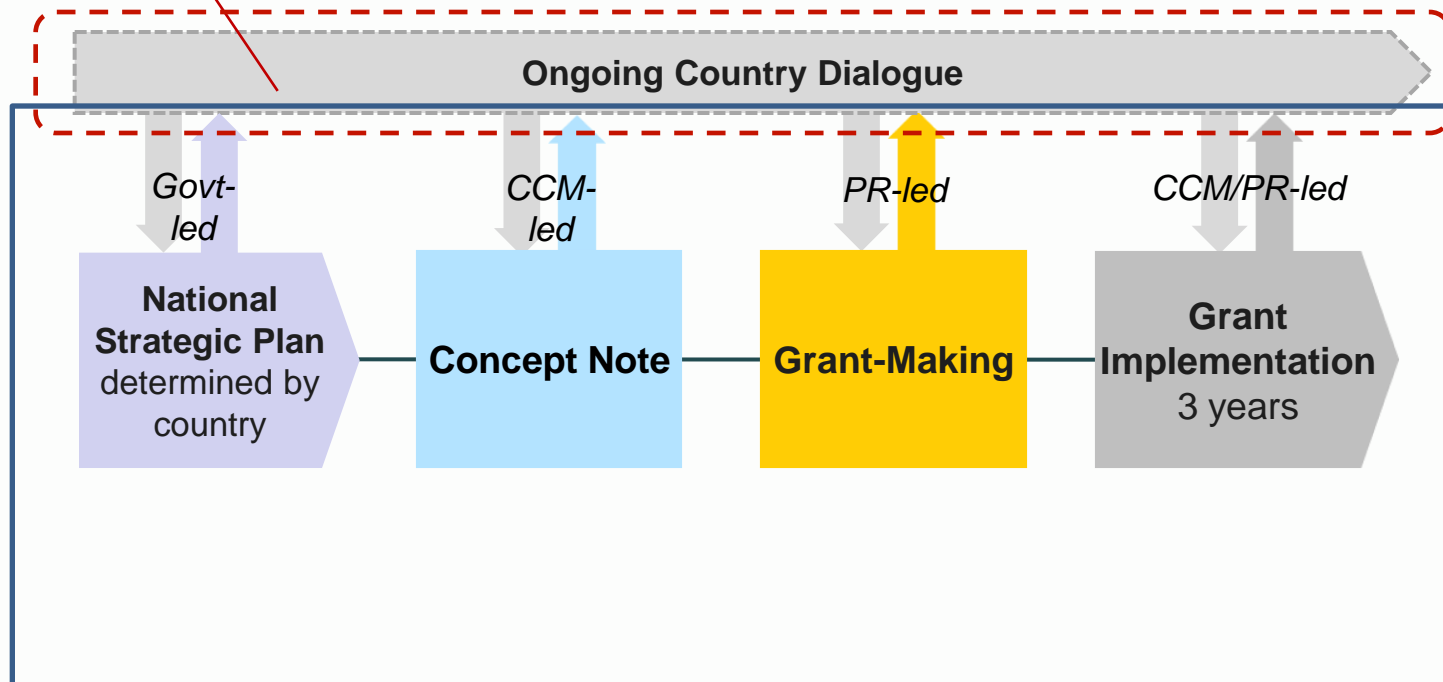 Ongoing Country Dialogue
Govt-
led
CCM-
led
PR-led
CCM/PR-led
National
Strategic Plan
determined by
country
Concept Note
Grant-Making
Grant
Implementation
3 years